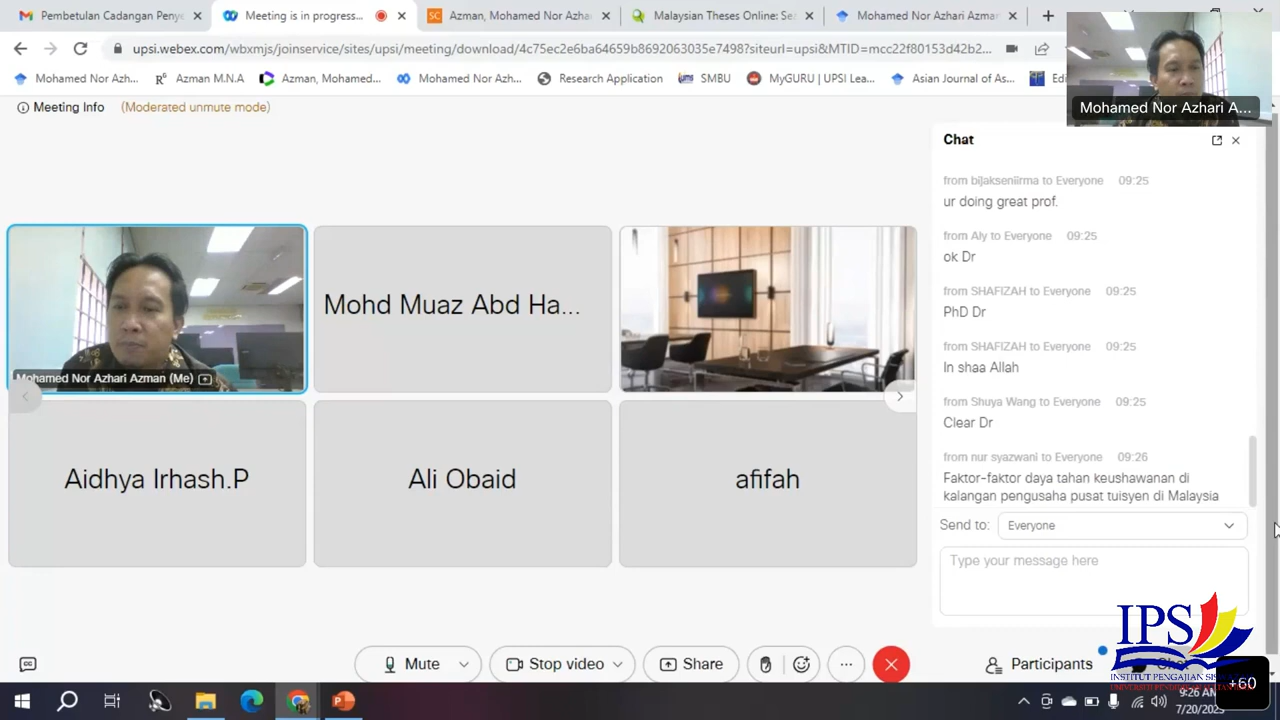 Pembetulan Cadangan Penye
Meeting is in progress...
Azman, Mohamed Nor Azha
Malaysian Theses Online: Se
Mohamed Nor Azhari Azman
upsi.webex.com/wbxmjs/joinservice/sites/upsi/meeting/download/4c75ec2e6ba64659b8692063035e7498?siteurl=upsi&MTID=mcc22f80153d42b2...
Mohamed Nor Azh...
Azman M.N.A
Azman, Mohamed...
Mohamed Nor Azh...
Research Application
SMBU
MyGURU | UPSI Lea...
Asian Journal of As...
Mohamed Nor Azhari A...
Meeting Info
(Moderated unmute mode)
Chat
from bijakseniirma to Everyone 09:25
ur doing great prof.
from Aly to Everyone 09:25
ok Dr
from SHAFIZAH to Everyone 09:25
PhD Dr
from SHAFIZAH to Everyone 09:25
In shaa Allah
from Shuya Wang to Everyone 09:25
Clear Dr
from nur syazwani to Everyone 09:26
Faktor-faktor daya tahan keushawanan di
kalangan pengusaha pusat tuisyen di Malaysia
Send to: Everyone
Type your message here
Mohamed Nor Azhari Azman (Me)
Mohd Muaz Abd Ha...
Aidhya Irhash.P
Ali Obaid
afifah
Mute
Stop video
Share
Participants
IPS
+60
9:26 AM